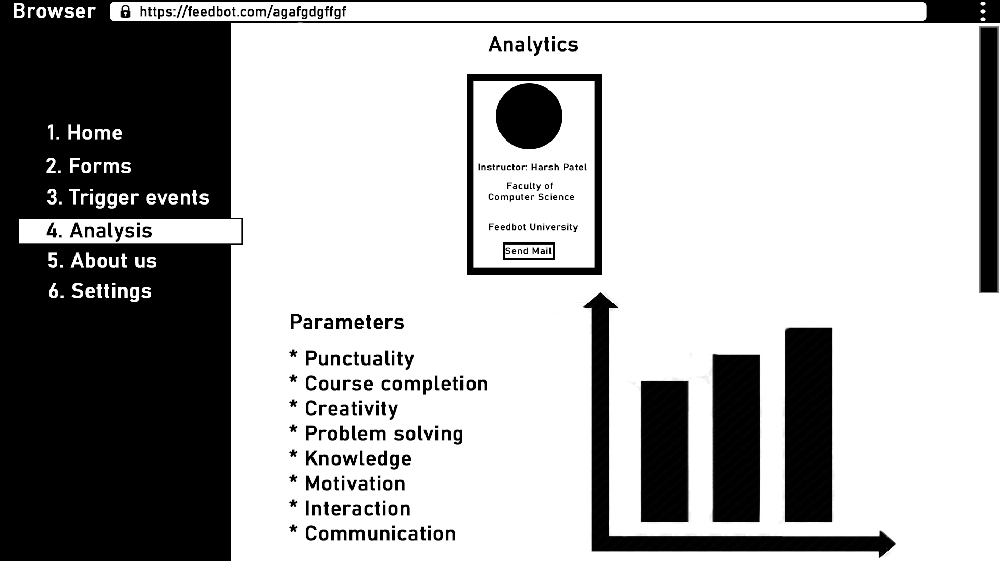 Browser
https://feedbot.com/agafgdgffgf
1. Home
2. Forms
3. Trigger events
4. Analysis
5. About us
6. Settings
Analytics
Instructor: Harsh Patel
Faculty of
Computer Science
Feedbot University
Send Mail
Parameters
* Punctuality
* Course completion
* Creativity
* Problem solving
* Knowledge
* Motivation
* Interaction
* Communication